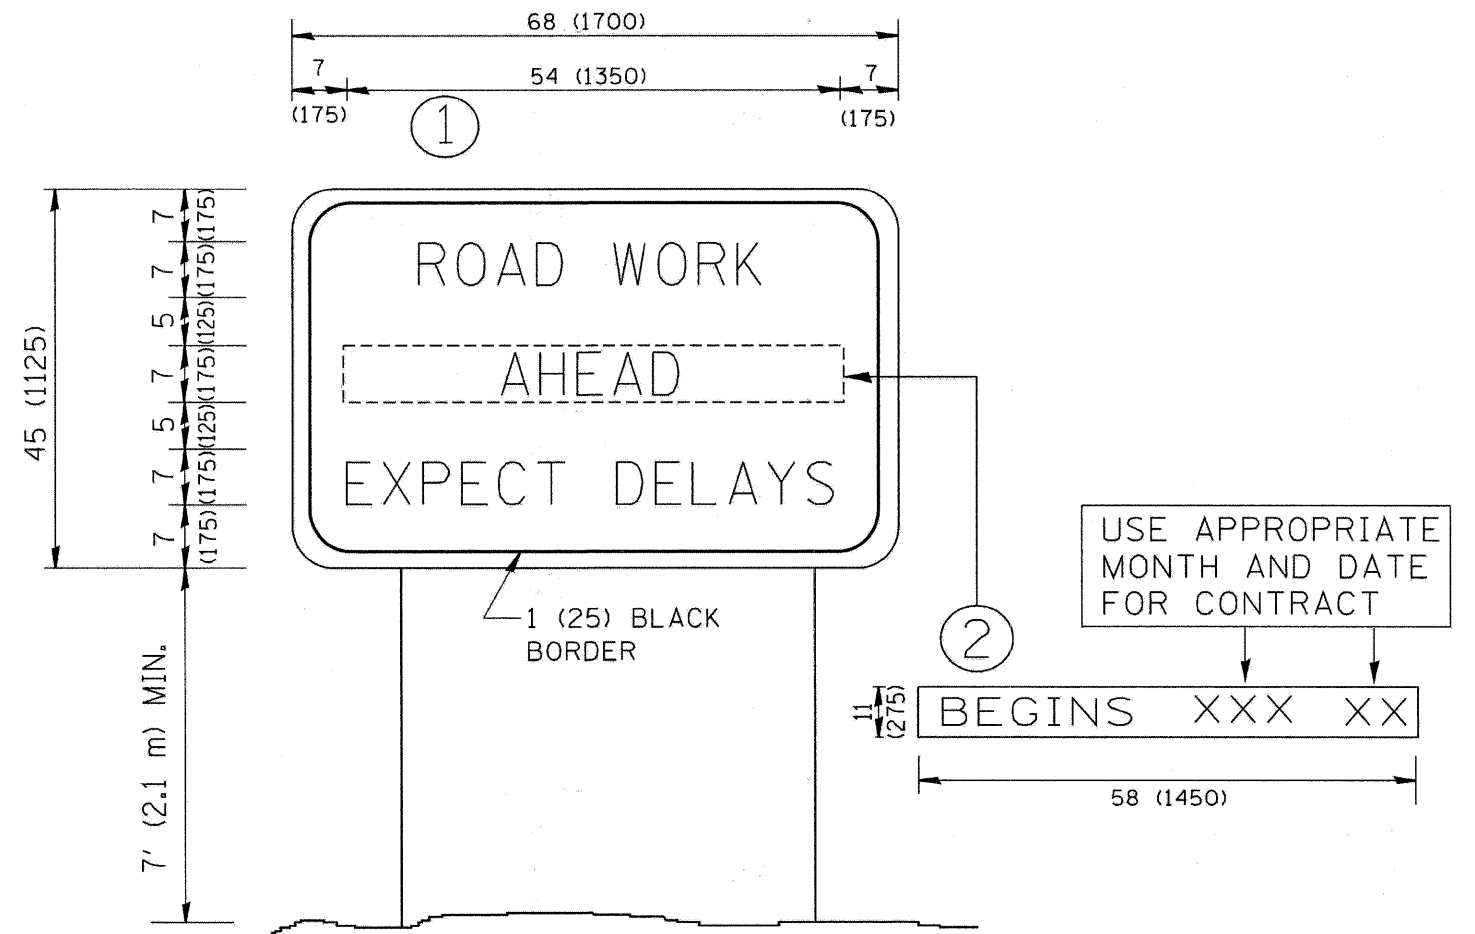 68 (1700)
7 54 (1350) 7
(175) (175)
1
7 (175)
7 (175)
5 (125)
7 (175)
5 (125)
7 (175)
7 (175)
45 (1125)
ROAD WORK
AHEAD
EXPECT DELAYS
1 (25) BLACK
BORDER
7' (2.1 m) MIN.
2
USE APPROPRIATE
MONTH AND DATE
FOR CONTRACT
11 (275)
BEGINS XXX XX
58 (1450)